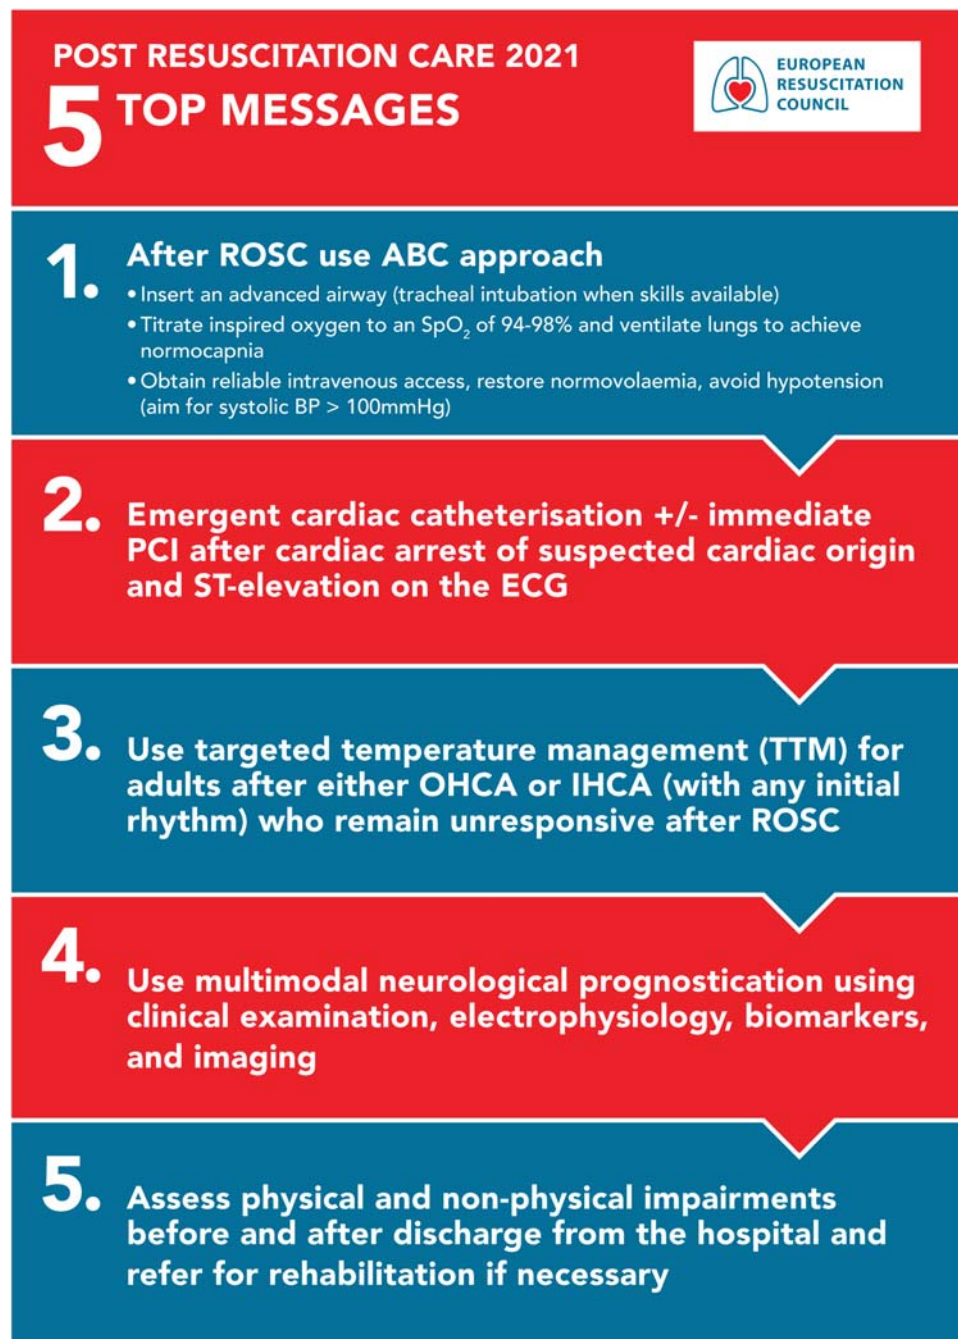 POST RESUSCITATION CARE 2021
5 TOP MESSAGES
EUROPEAN
RESUSCITATION
COUNCIL
1. After ROSC use ABC approach
• Insert an advanced airway (tracheal intubation when skills available)
• Titrate inspired oxygen to an SpO₂ of 94-98% and ventilate lungs to achieve
normocapnia
• Obtain reliable intravenous access, restore normovolaemia, avoid hypotension
(aim for systolic BP > 100mmHg)
2. Emergent cardiac catheterisation +/- immediate
PCI after cardiac arrest of suspected cardiac origin
and ST-elevation on the ECG
3. Use targeted temperature management (TTM) for
adults after either OHCA or IHCA (with any initial
rhythm) who remain unresponsive after ROSC
4. Use multimodal neurological prognostication using
clinical examination, electrophysiology, biomarkers,
and imaging
5. Assess physical and non-physical impairments
before and after discharge from the hospital and
refer for rehabilitation if necessary